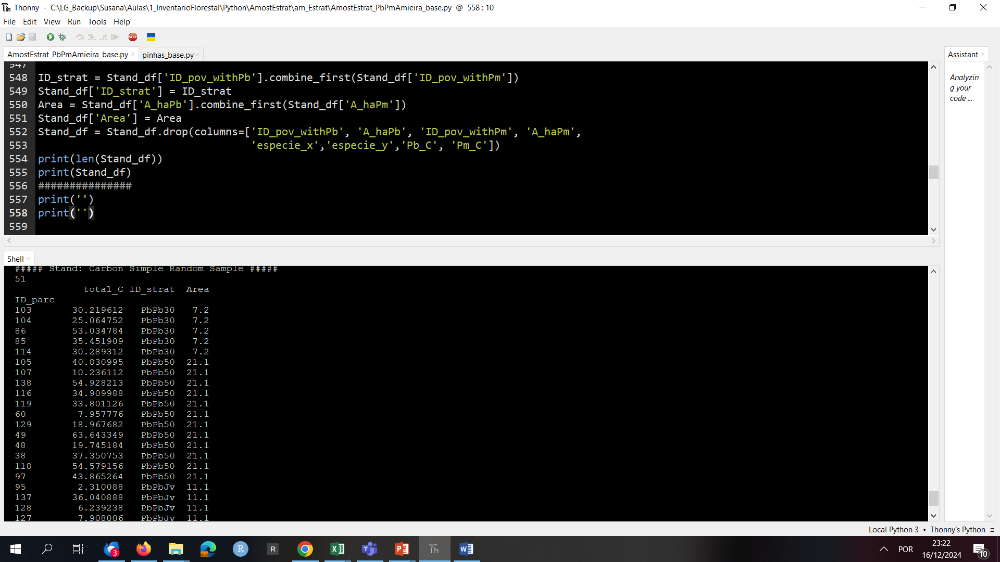 Thonny - C:\LG_Backup\Susana\Aulas\1_InventarioFlorestal\Python\AmostEstrat\am_Estrat\AmostEstrat_PbPmAmieira_base.py @ 558 : 10
File Edit View Run Tools Help
STOP
AmostEstrat_PbPmAmieira_base.py × pinhas_base.py ×
Assistant ×
547
548 ID_strat = Stand_df['ID_pov_withPb'].combine_first(Stand_df['ID_pov_withPm'])
549 Stand_df['ID_strat'] = ID_strat
550 Area = Stand_df['A_haPb'].combine_first(Stand_df['A_haPm'])
551 Stand_df['Area'] = Area
552 Stand_df = Stand_df.drop(columns=['ID_pov_withPb', 'A_haPb', 'ID_pov_withPm', 'A_haPm',
553 'especie_x','especie_y','Pb_C', 'Pm_C'])
554 print(len(Stand_df))
555 print(Stand_df)
556 ###############
557 print('')
558 print('')
559
Analyzin
g your
code ...
Shell ×
##### Stand: Carbon Simple Random Sample #####
51
total_C ID_strat Area
ID_parc
103 30.219612 PbPb30 7.2
104 25.064752 PbPb30 7.2
86 53.034784 PbPb30 7.2
85 35.451909 PbPb30 7.2
114 30.289312 PbPb30 7.2
105 40.830995 PbPb50 21.1
107 10.236112 PbPb50 21.1
138 54.928213 PbPb50 21.1
116 34.909988 PbPb50 21.1
119 33.801126 PbPb50 21.1
60 7.957776 PbPb50 21.1
129 18.967682 PbPb50 21.1
49 63.643349 PbPb50 21.1
48 19.745184 PbPb50 21.1
38 37.350753 PbPb50 21.1
118 54.579156 PbPb50 21.1
97 43.865264 PbPb50 21.1
95 2.310088 PbPbJv 11.1
137 36.040888 PbPbJv 11.1
128 6.239238 PbPbJv 11.1
127 7.908006 PbPbJv 11.1
Local Python 3 • Thonny's Python ≡
3 R R Th POR 23:22
16/12/2024 10